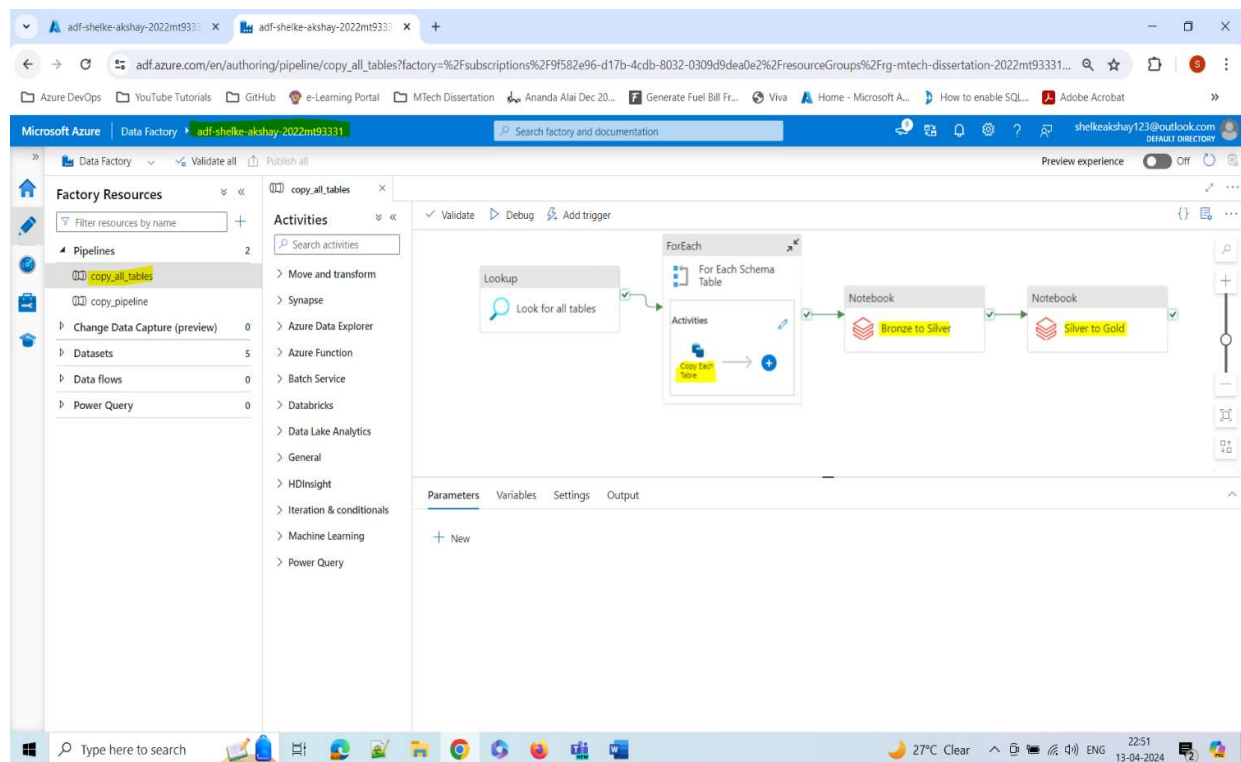 adf-shelke-akshay-2022mt9333
adf-shelke-akshay-2022mt9333
adf.azure.com/en/authoring/pipeline/copy_all_tables?factory=%2Fsubscriptions%2F9f582e96-d17b-4cdb-8032-0309d9dea0e2%2FresourceGroups%2Frg-mtech-dissertation-2022mt93331...
Azure DevOps YouTube Tutorials GitHub e-Learning Portal MTech Dissertation Ananda Alai Dec 20... Generate Fuel Bill Fr... Viva Home - Microsoft A... How to enable SQL... Adobe Acrobat »
Microsoft Azure Data Factory adf-shelke-akshay-2022mt93331 Search factory and documentation shelkeakshay123@outlook.com
DEFAULT DIRECTORY
Data Factory Validate all Publish all Preview experience Off
Factory Resources
Filter resources by name
Pipelines 2
copy_all_tables
copy_pipeline
Change Data Capture (preview) 0
Datasets 5
Data flows 0
Power Query 0
copy_all_tables
Activities
Search activities
Move and transform
Synapse
Azure Data Explorer
Azure Function
Batch Service
Databricks
Data Lake Analytics
General
HDInsight
Iteration & conditionals
Machine Learning
Power Query
Validate Debug Add trigger
Lookup
Look for all tables
ForEach
For Each Schema
Table
Activities
Copy Each
Table
Notebook
Bronze to Silver
Notebook
Silver to Gold
Parameters Variables Settings Output
New
Type here to search
27°C Clear ENG 22:51
13-04-2024